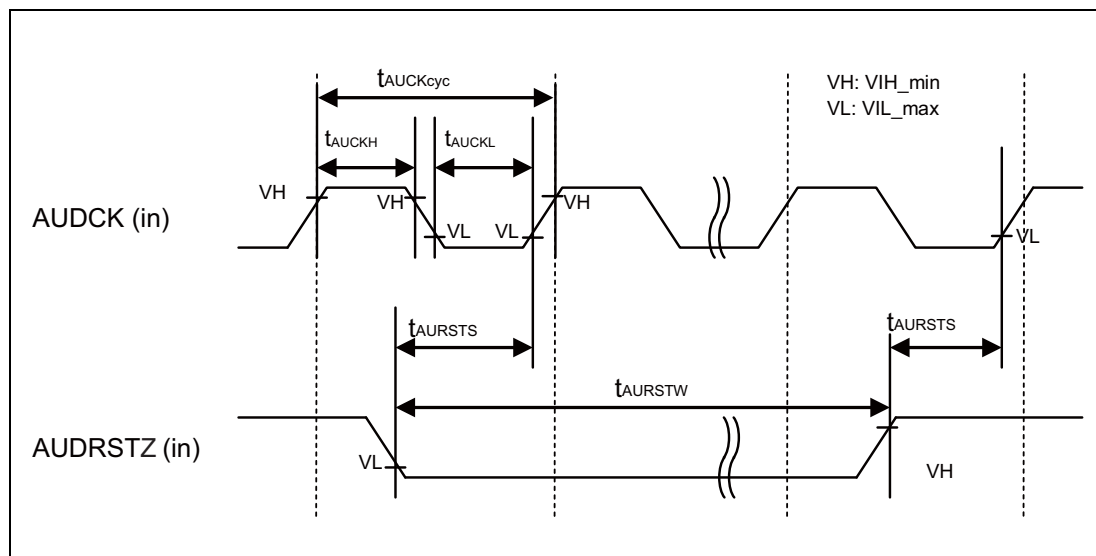 tAUCKcyc
VH: VIH_min
VL: VIL_max
tAUCKH
tAUCKL
AUDCK (in)
VH
VH
VH
VL
VL
VL
tAURSTS
tAURSTS
tAURSTW
AUDRSTZ (in)
VL
VH